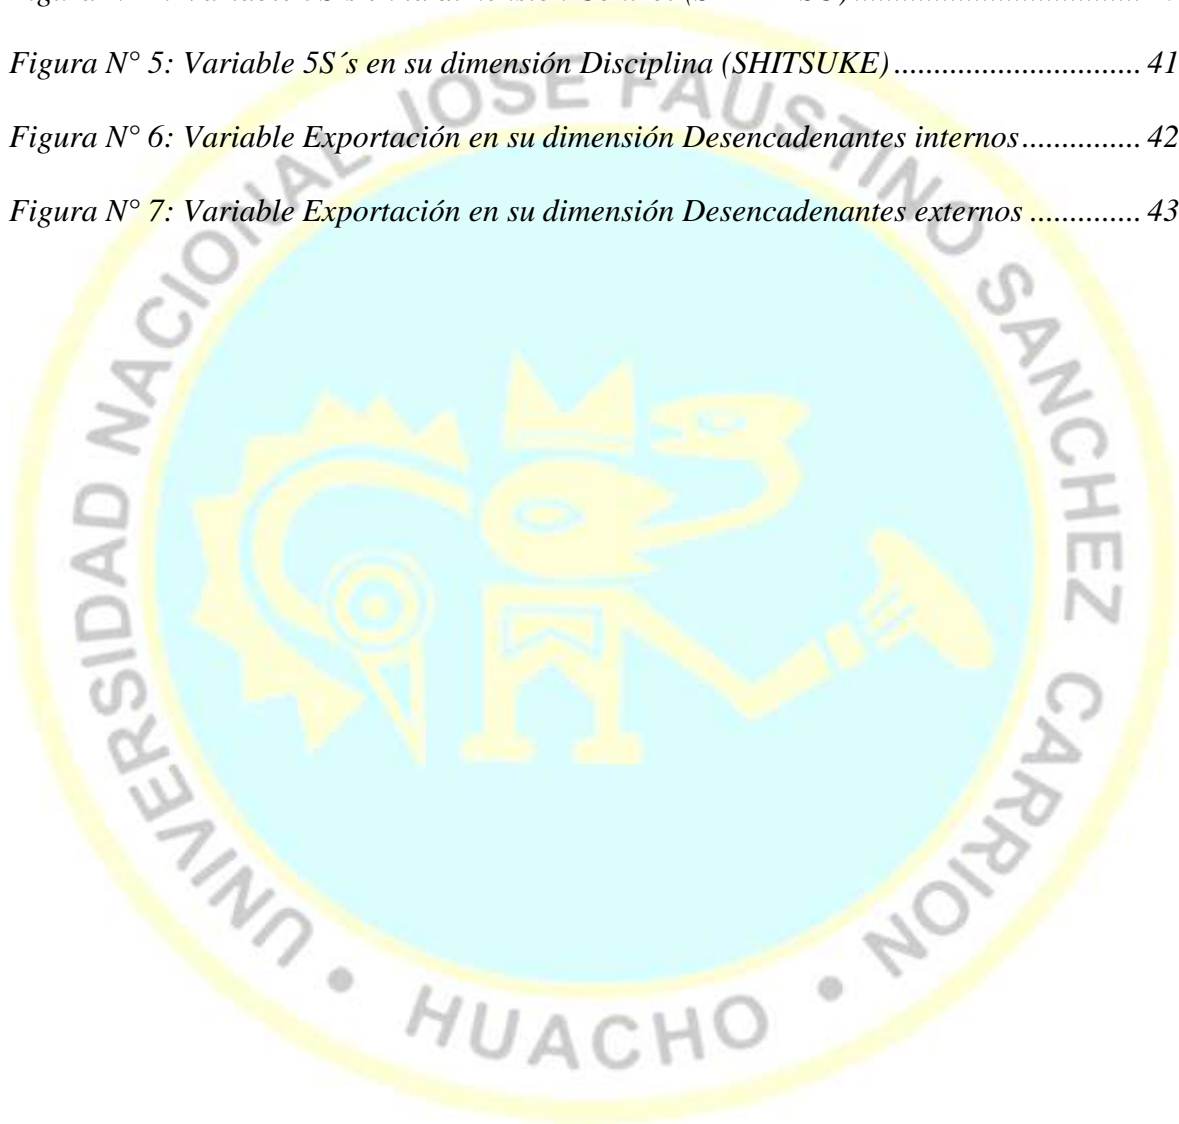 Figura N° 5: Variable 5S´s en su dimensión Disciplina (SHITSUKE) ............................. 41
Figura N° 6: Variable Exportación en su dimensión Desencadenantes internos ............... 42
Figura N° 7: Variable Exportación en su dimensión Desencadenantes externos .............. 43
UNIVERSIDAD NACIONAL JOSE FAUSTINO SANCHEZ CARRION • HUACHO •